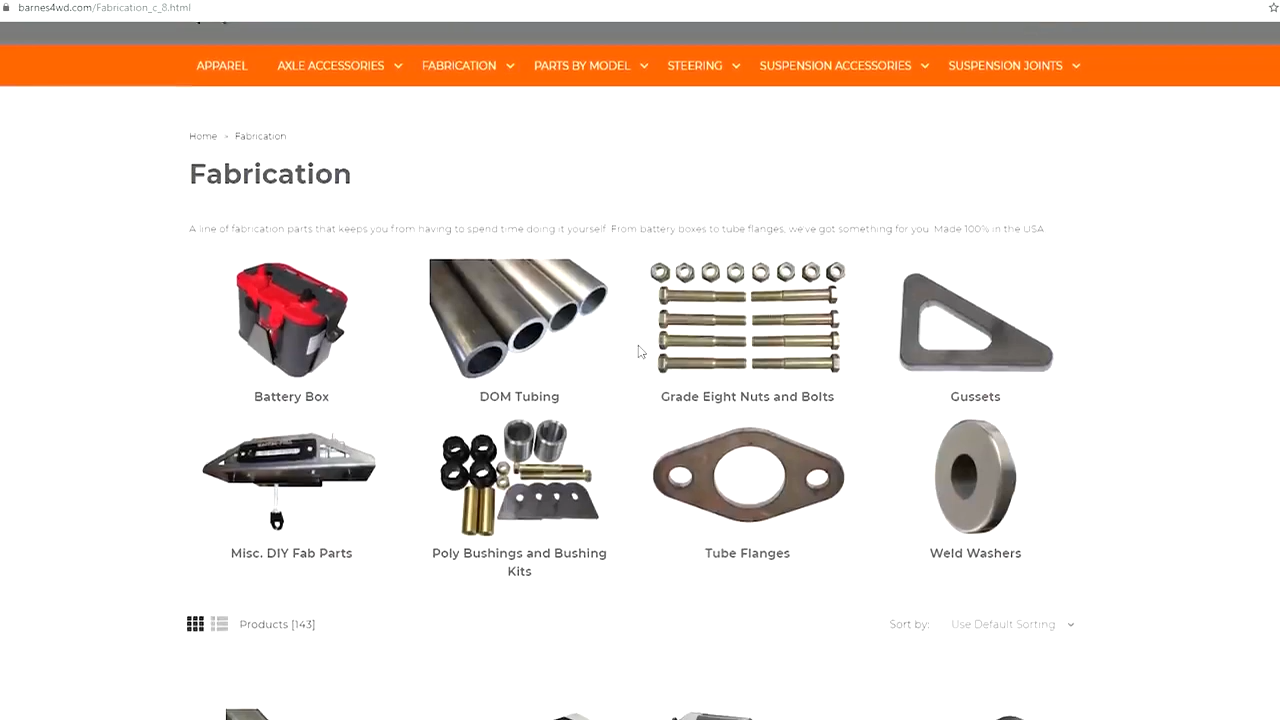 barnes4wd.com/Fabrication_c_8.html
APPAREL AXLE ACCESSORIES FABRICATION PARTS BY MODEL STEERING SUSPENSION ACCESSORIES SUSPENSION JOINTS
Home > Fabrication
Fabrication
A line of fabrication parts that keeps you from having to spend time doing it yourself. From battery boxes to tube flanges, we've got something for you. Made 100% in the USA
Battery Box DOM Tubing Grade Eight Nuts and Bolts Gussets
Misc. DIY Fab Parts Poly Bushings and Bushing Kits Tube Flanges Weld Washers
Products [143] Sort by: Use Default Sorting